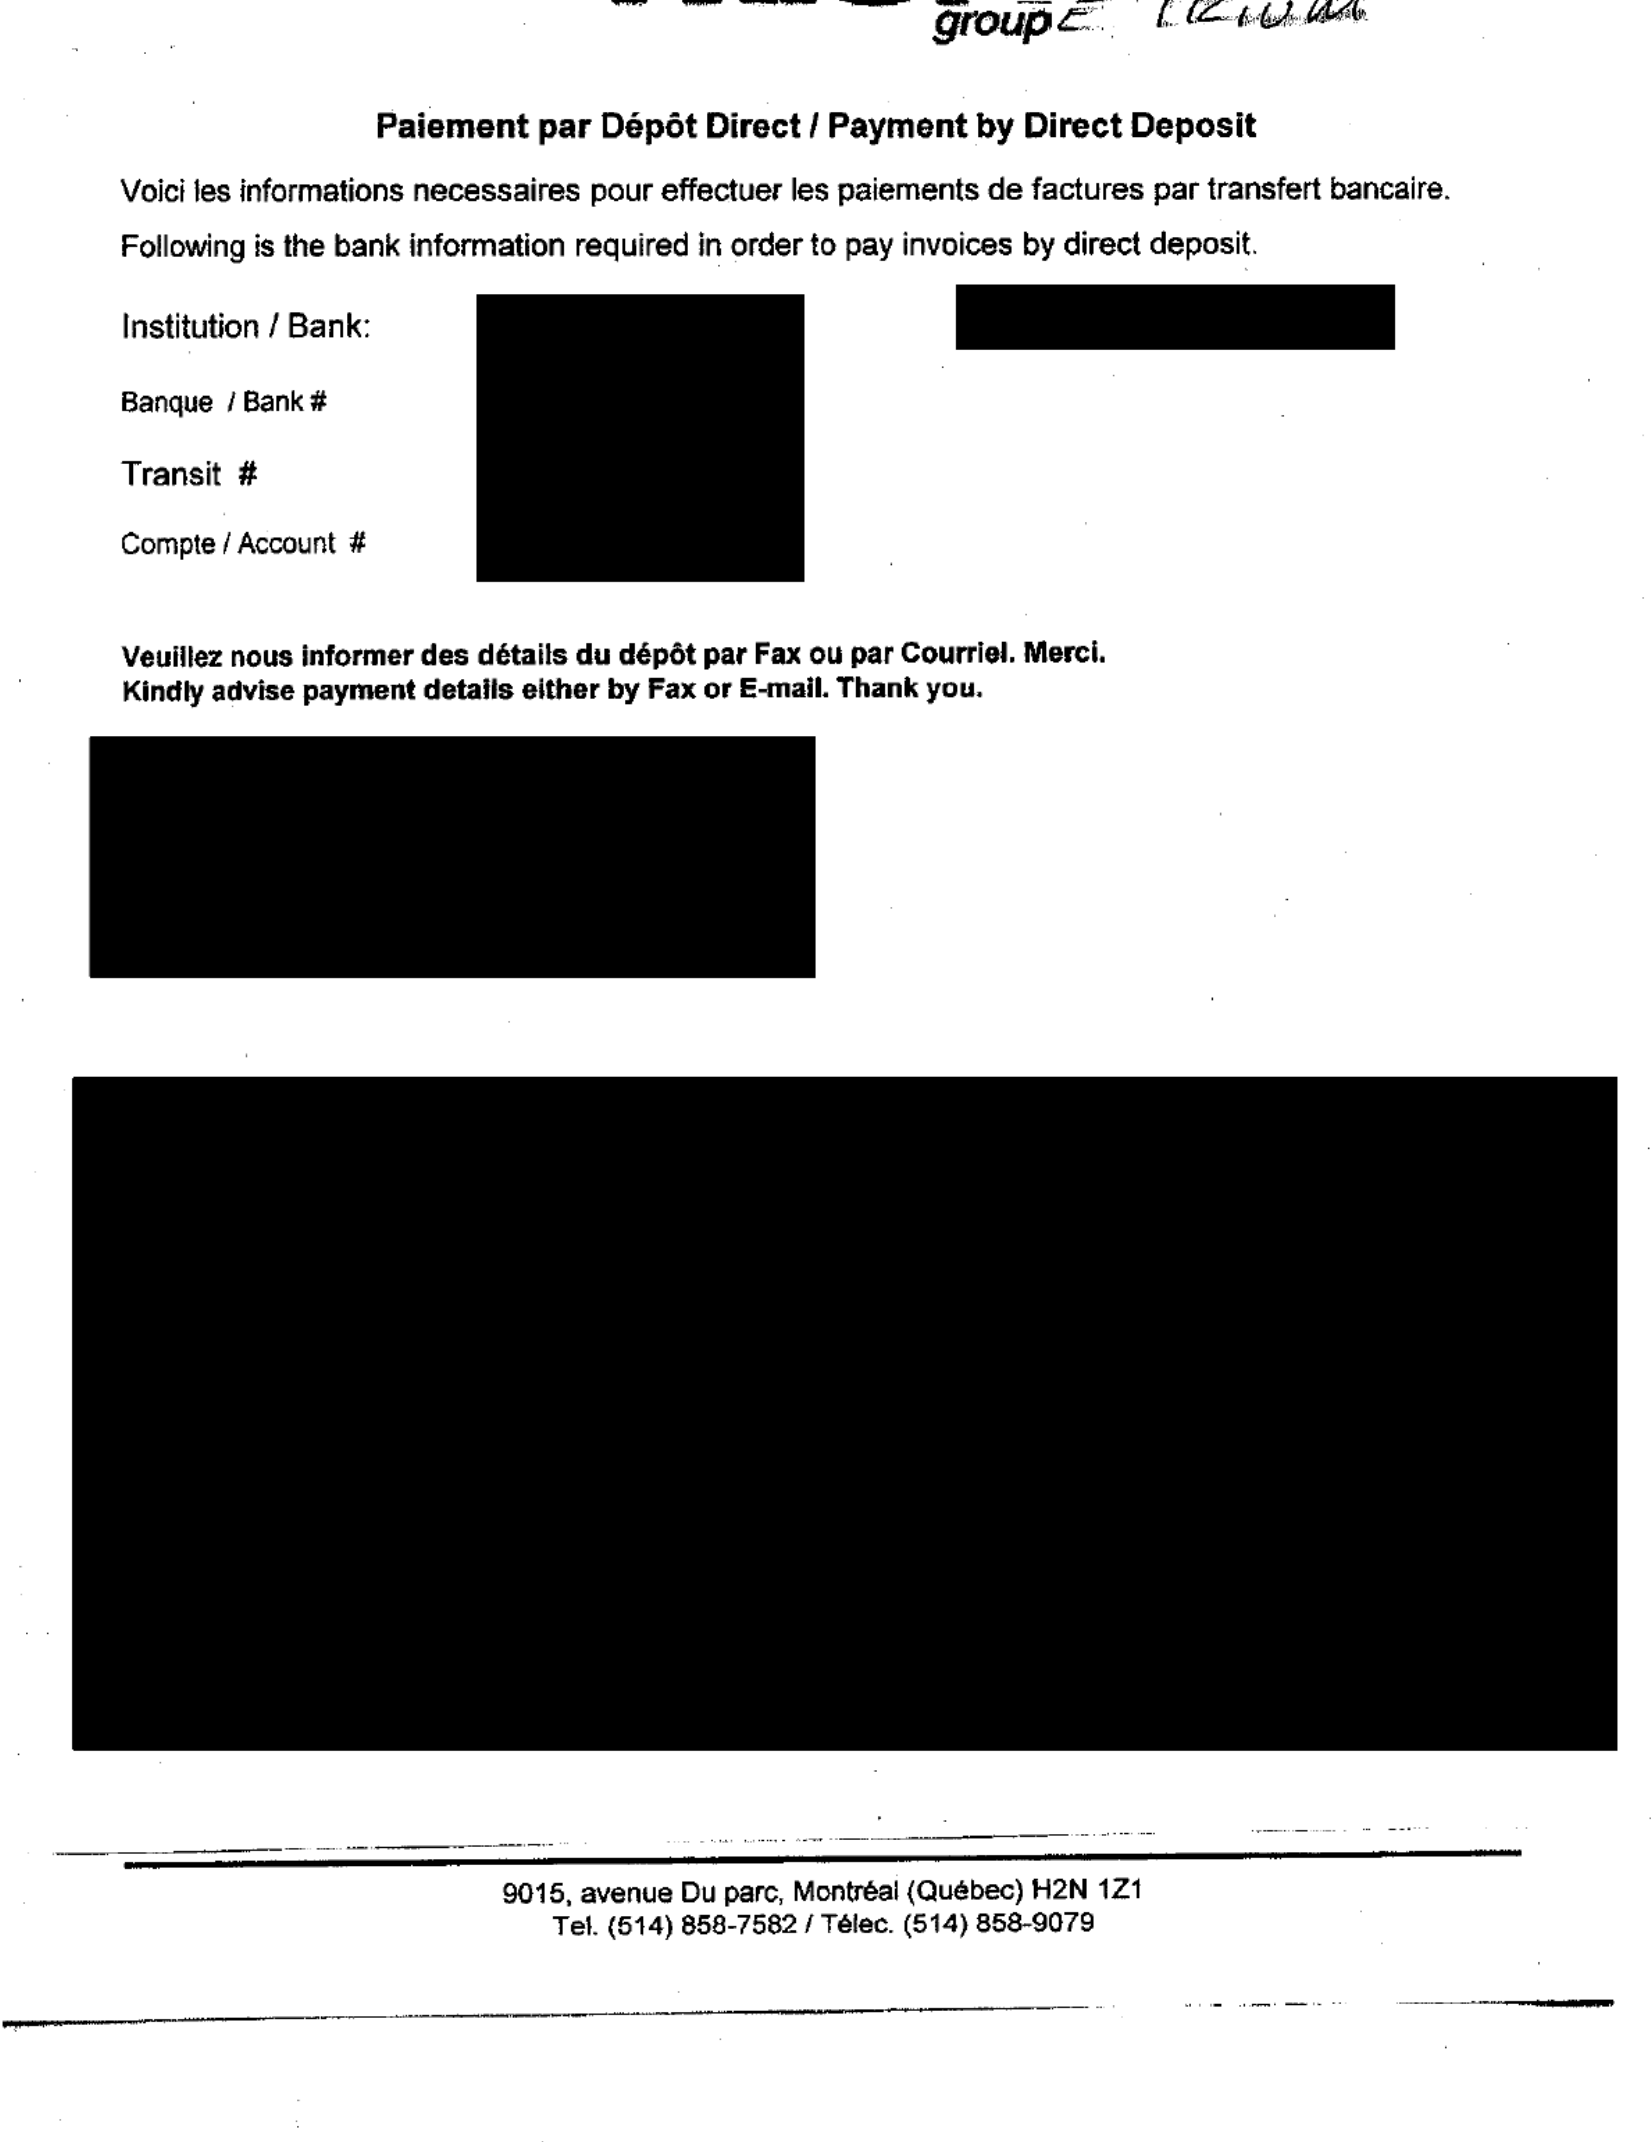 groupE
Paiement par Dépôt Direct / Payment by Direct Deposit
Voici les informations necessaires pour effectuer les paiements de factures par transfert bancaire.
Following is the bank information required in order to pay invoices by direct deposit.
Institution / Bank:
Banque / Bank #
Transit #
Compte / Account #
Veuillez nous informer des détails du dépôt par Fax ou par Courriel. Merci.
Kindly advise payment details either by Fax or E-mail. Thank you.
9015, avenue Du parc, Montréal (Québec) H2N 1Z1
Tel. (514) 858-7582 / Télec. (514) 858-9079